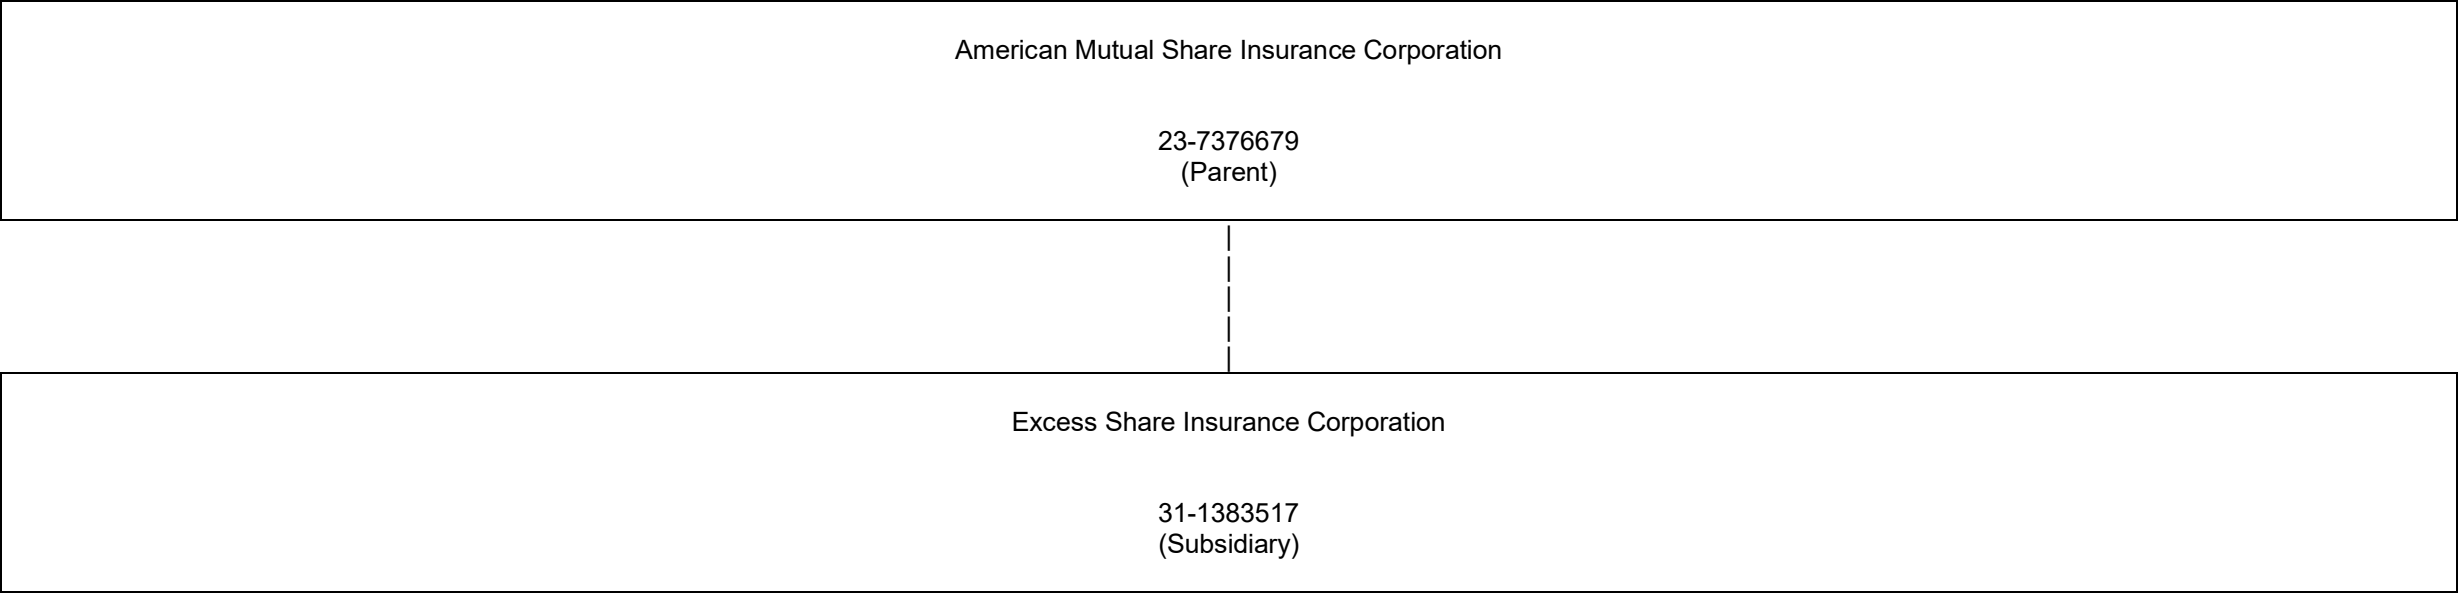 American Mutual Share Insurance Corporation
23-7376679
(Parent)
Excess Share Insurance Corporation
31-1383517
(Subsidiary)